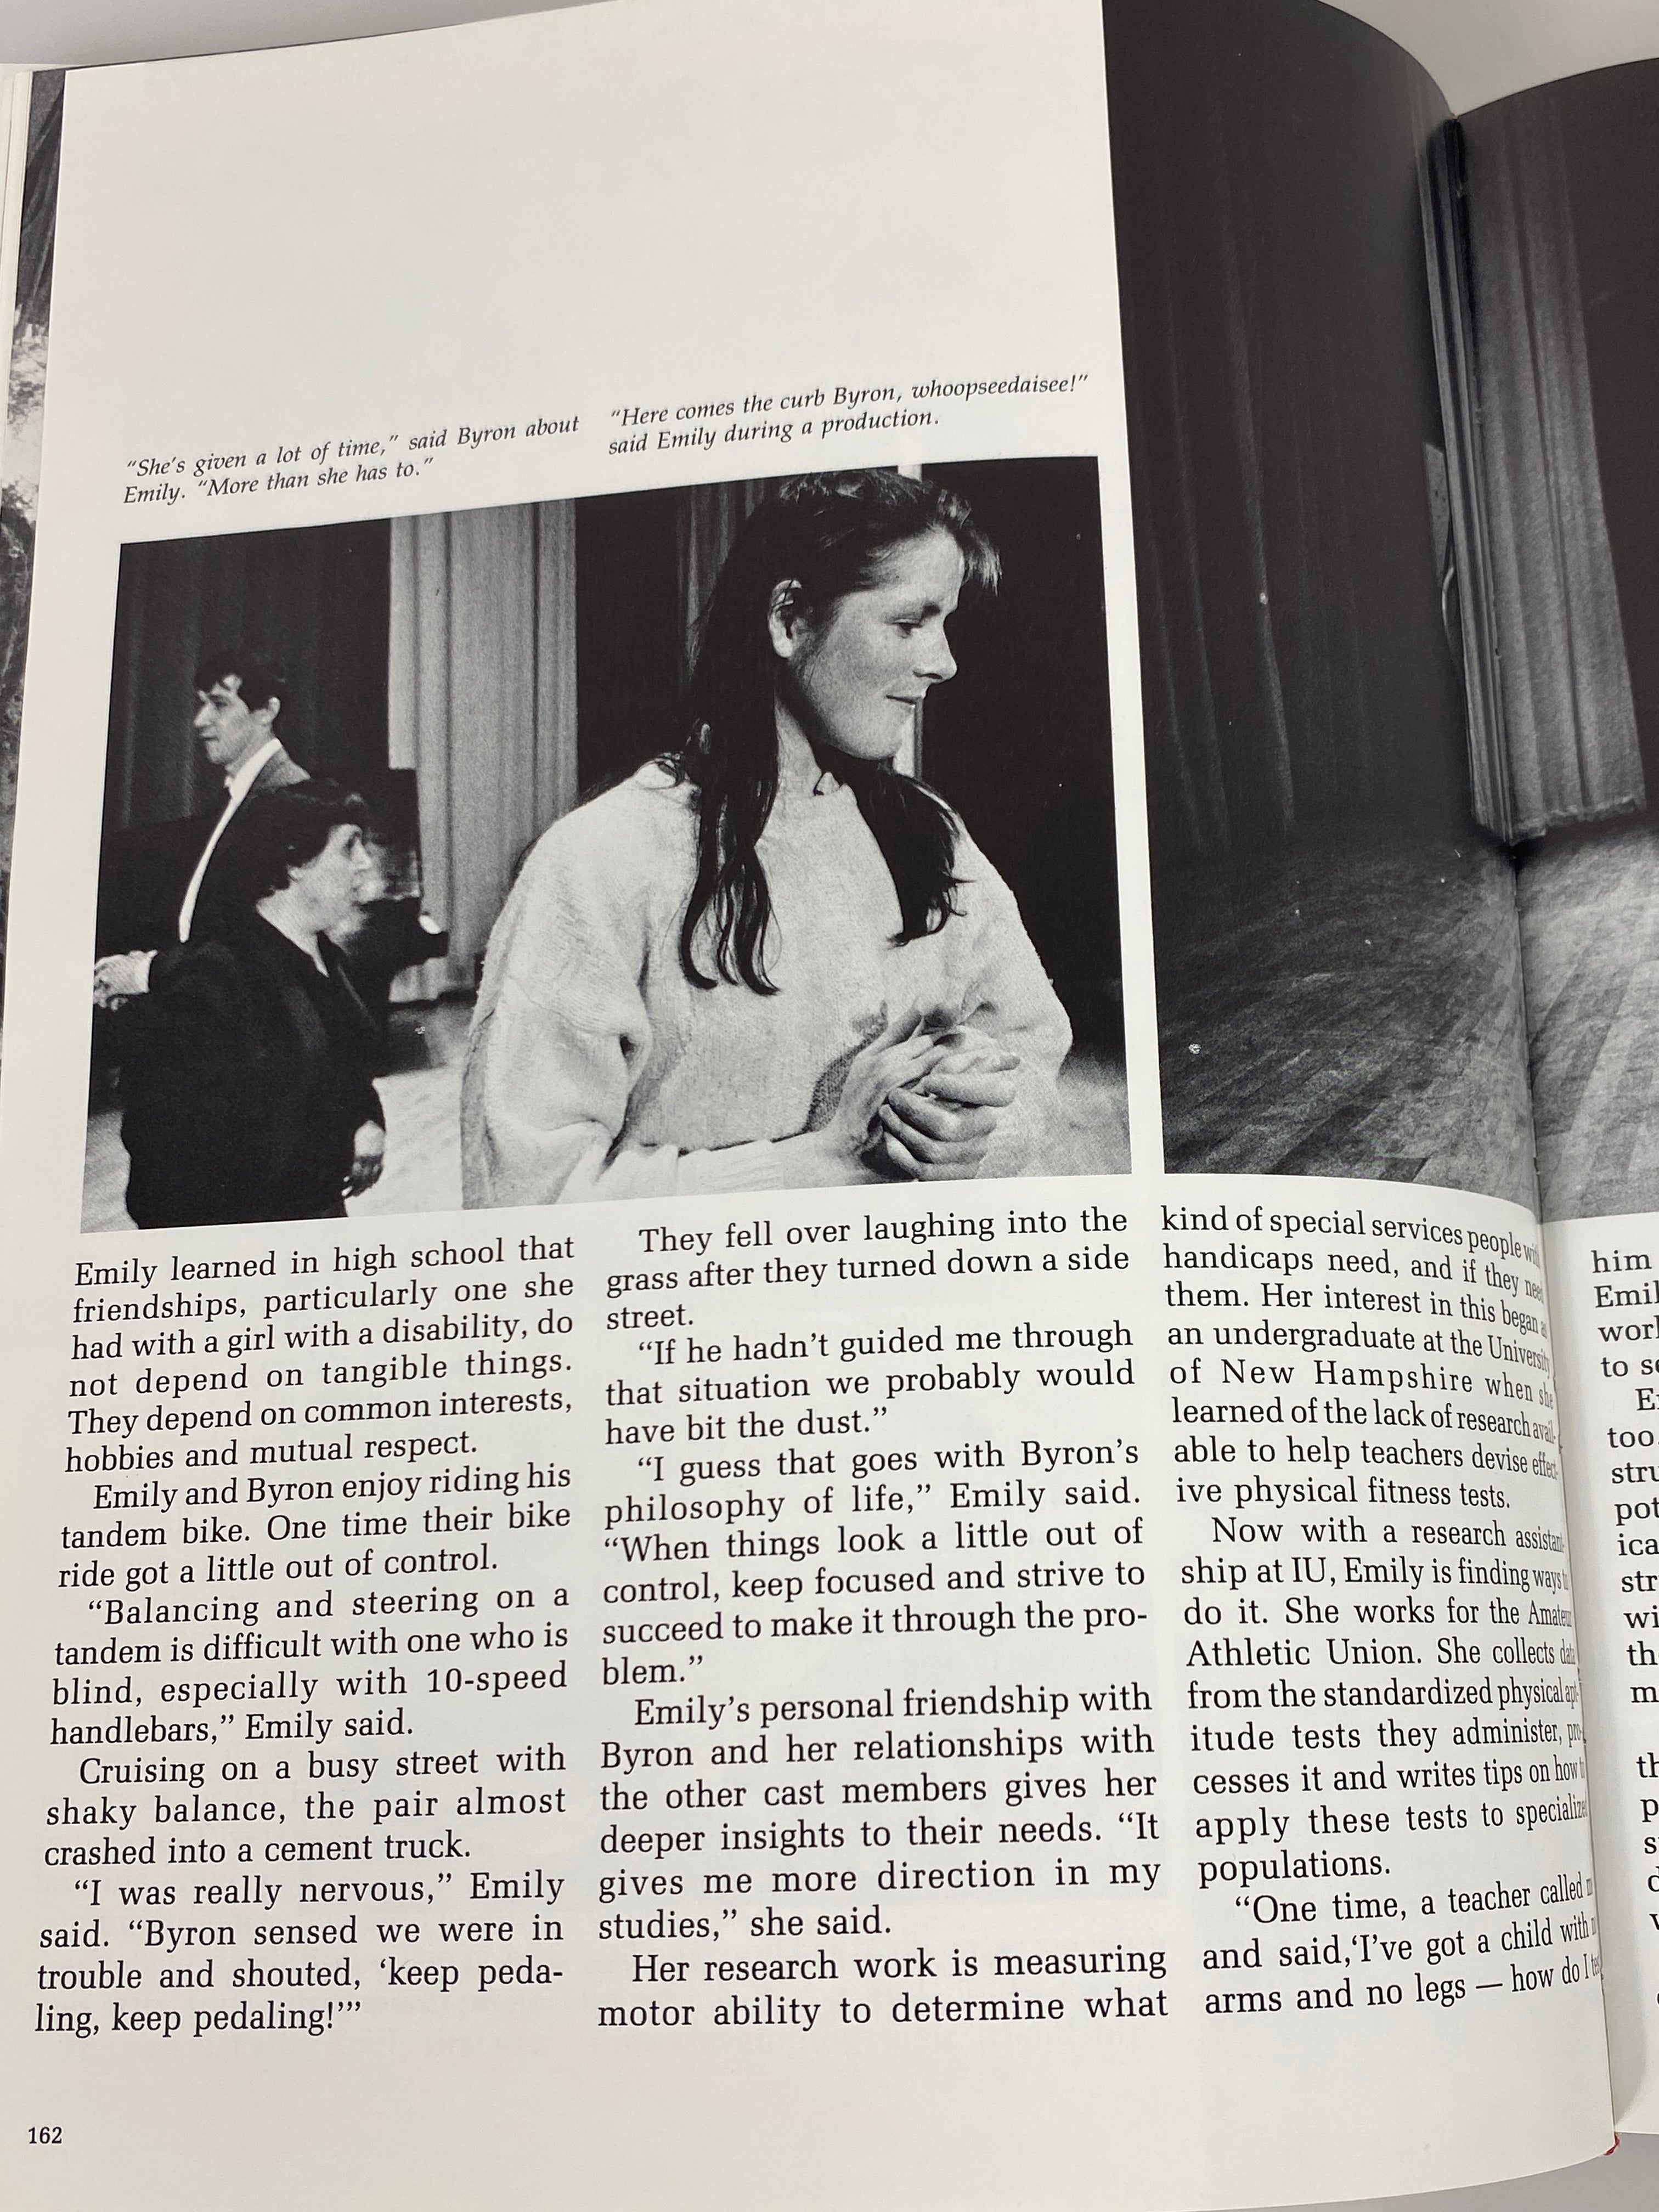 “She's given a lot of time,” said Byron about
Emily. “More than she has to.”
“Here comes the curb Byron, whoopseedaisee!”
said Emily during a production.
Emily learned in high school that
friendships, particularly one she
had with a girl with a disability, do
not depend on tangible things.
They depend on common interests,
hobbies and mutual respect.
Emily and Byron enjoy riding his
tandem bike. One time their bike
ride got a little out of control.
“Balancing and steering on a
tandem is difficult with one who is
blind, especially with 10-speed
handlebars,” Emily said.
Cruising on a busy street with
shaky balance, the pair almost
crashed into a cement truck.
“I was really nervous,” Emily
said. “Byron sensed we were in
trouble and shouted, ‘keep peda-
ling, keep pedaling!’”
They fell over laughing into the
grass after they turned down a side
street.
“If he hadn't guided me through
that situation we probably would
have bit the dust.”
“I guess that goes with Byron's
philosophy of life,” Emily said.
“When things look a little out of
control, keep focused and strive to
succeed to make it through the pro-
blem.”
Emily's personal friendship with
Byron and her relationships with
the other cast members gives her
deeper insights to their needs. “It
gives me more direction in my
studies,” she said.
Her research work is measuring
motor ability to determine what
kind of special services people
handicaps need, and if they need
them. Her interest in this began
an undergraduate at the University
of New Hampshire when she
learned of the lack of research avail-
able to help teachers devise effect-
ive physical fitness tests.
Now with a research assistant-
ship at IU, Emily is finding ways
do it. She works for the Amateur
Athletic Union. She collects data
from the standardized physical apt-
itude tests they administer, pro-
cesses it and writes tips on how
apply these tests to specialized
populations.
“One time, a teacher called
and said,‘I've got a child with
arms and no legs — how do I
him
to
too.
162